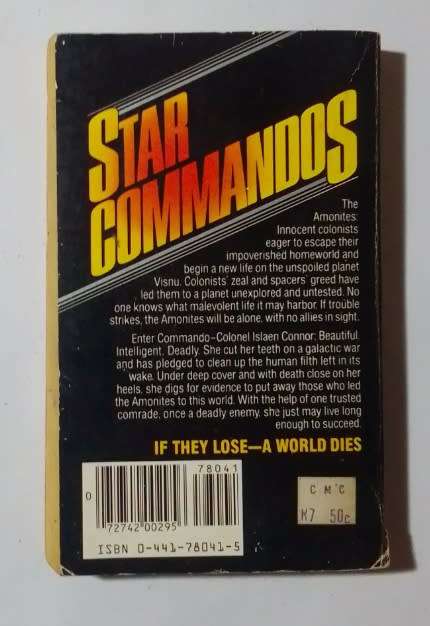 STAR
COMMANDOS
The
Amonites:
Innocent colonists
eager to escape their
impoverished homeworld and
begin a new life on the unspoiled planet
Visnu. Colonists' zeal and spacers' greed have
led them to a planet unexplored and untested. No
one knows what malevolent life it may harbor. If trouble
strikes, the Amonites will be alone, with no allies in sight.
Enter Commando-Colonel Islaen Connor; Beautiful.
Intelligent. Deadly. She cut her teeth on a galactic war
and has pledged to clean up the human filth left in its
wake. Under deep cover and with death close on her
heels, she digs for evidence to put away those who led
the Amonites to this world. With the help of one trusted
comrade, once a deadly enemy, she just may live long
enough to succeed.
IF THEY LOSE—A WORLD DIES
78041
0
72742 00295
ISBN 0-441-78041-5
C M'C
K7 50c